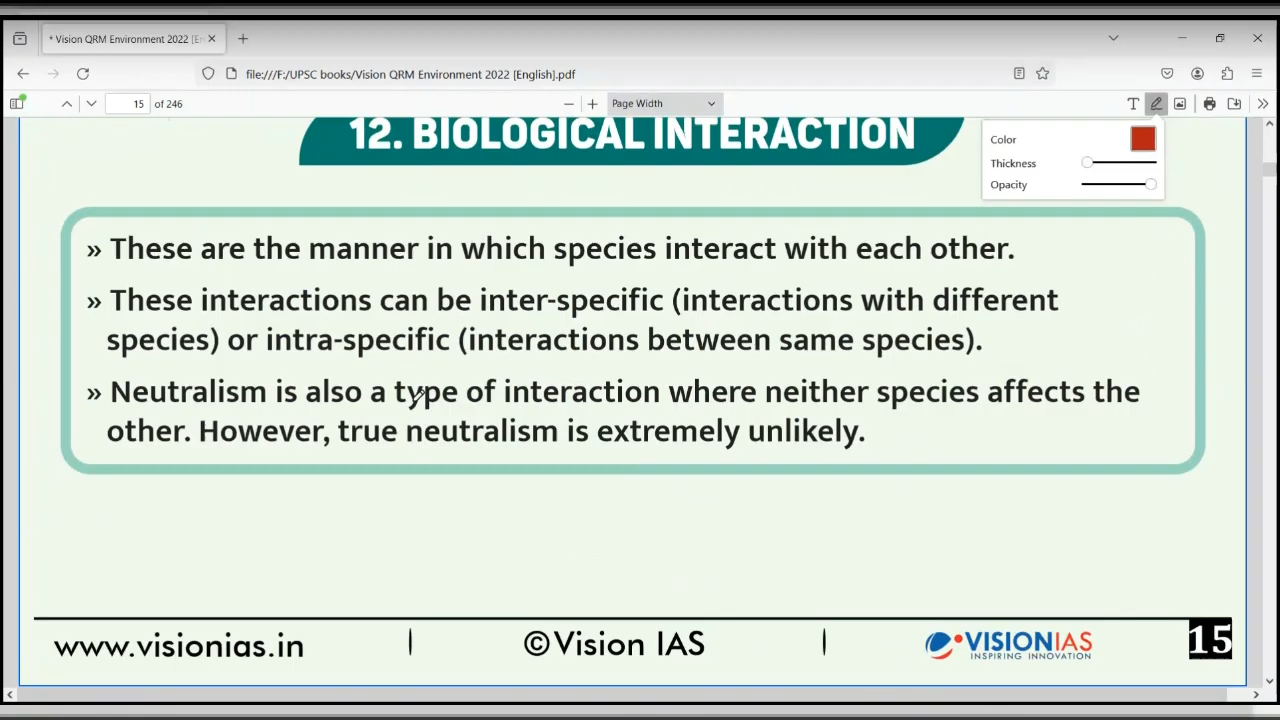 * Vision QRM Environment 2022 [En
file:///F:/UPSC books/Vision QRM Environment 2022 [English].pdf
15 of 246
Page Width
Color
Thickness
Opacity
12. BIOLOGICAL INTERACTION
» These are the manner in which species interact with each other.
» These interactions can be inter-specific (interactions with different
species) or intra-specific (interactions between same species).
» Neutralism is also a type of interaction where neither species affects the
other. However, true neutralism is extremely unlikely.
www.visionias.in | ©Vision IAS | VISIONIAS 15
INSPIRING INNOVATION